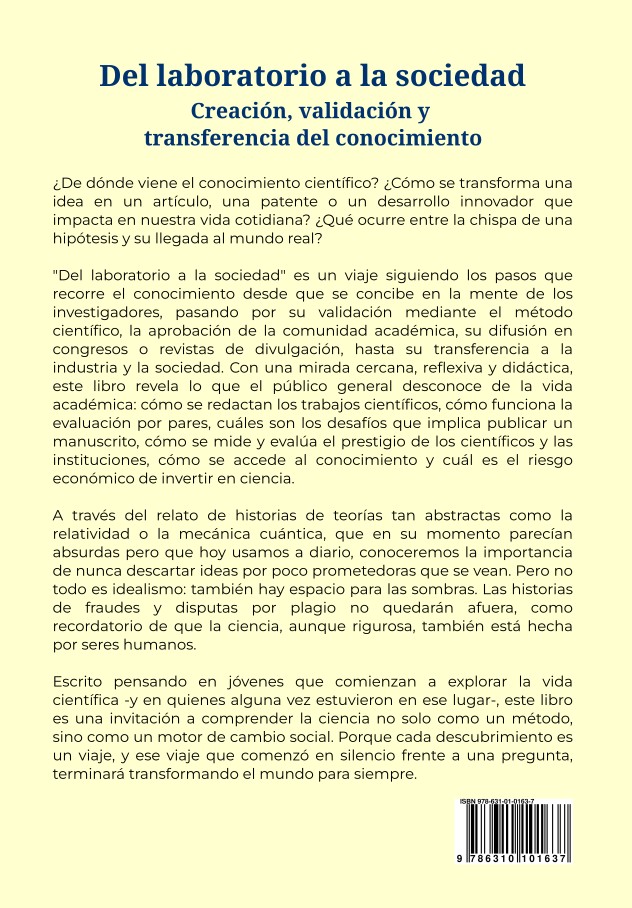 Del laboratorio a la sociedad
Creación, validación y
transferencia del conocimiento
¿De dónde viene el conocimiento científico? ¿Cómo se transforma una
idea en un artículo, una patente o un desarrollo innovador que
impacta en nuestra vida cotidiana? ¿Qué ocurre entre la chispa de una
hipótesis y su llegada al mundo real?
"Del laboratorio a la sociedad" es un viaje siguiendo los pasos que
recorre el conocimiento desde que se concibe en la mente de los
investigadores, pasando por su validación mediante el método
científico, la aprobación de la comunidad académica, su difusión en
congresos o revistas de divulgación, hasta su transferencia a la
industria y la sociedad. Con una mirada cercana, reflexiva y didáctica,
este libro revela lo que el público general desconoce de la vida
académica: cómo se redactan los trabajos científicos, cómo funciona la
evaluación por pares, cuáles son los desafíos que implica publicar un
manuscrito, cómo se mide y evalúa el prestigio de los científicos y las
instituciones, cómo se accede al conocimiento y cuál es el riesgo
económico de invertir en ciencia.
A través del relato de historias de teorías tan abstractas como la
relatividad o la mecánica cuántica, que en su momento parecían
absurdas pero que hoy usamos a diario, conoceremos la importancia
de nunca descartar ideas por poco prometedoras que se vean. Pero no
todo es idealismo: también hay espacio para las sombras. Las historias
de fraudes y disputas por plagio no quedarán afuera, como
recordatorio de que la ciencia, aunque rigurosa, también está hecha
por seres humanos.
Escrito pensando en jóvenes que comienzan a explorar la vida
científica -y en quienes alguna vez estuvieron en ese lugar-, este libro
es una invitación a comprender la ciencia no solo como un método,
sino como un motor de cambio social. Porque cada descubrimiento es
un viaje, y ese viaje que comenzó en silencio frente a una pregunta,
terminará transformando el mundo para siempre.
ISBN 978-631-01-0163-7
9 786310 101637